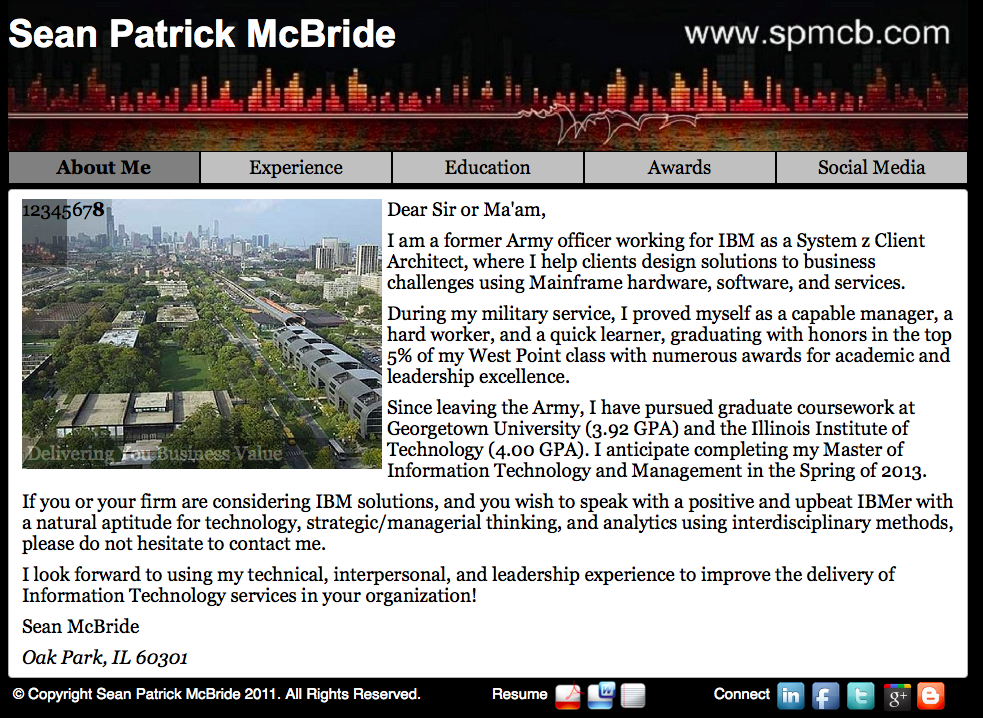 Sean Patrick McBride
www.spmcb.com
About Me
Experience
Education
Awards
Social Media
12345678
Delivering You Business Value
Dear Sir or Ma'am,
I am a former Army officer working for IBM as a System z Client
Architect, where I help clients design solutions to business
challenges using Mainframe hardware, software, and services.
During my military service, I proved myself as a capable manager, a
hard worker, and a quick learner, graduating with honors in the top
5% of my West Point class with numerous awards for academic and
leadership excellence.
Since leaving the Army, I have pursued graduate coursework at
Georgetown University (3.92 GPA) and the Illinois Institute of
Technology (4.00 GPA). I anticipate completing my Master of
Information Technology and Management in the Spring of 2013.
If you or your firm are considering IBM solutions, and you wish to speak with a positive and upbeat IBMer with
a natural aptitude for technology, strategic/managerial thinking, and analytics using interdisciplinary methods,
please do not hesitate to contact me.
I look forward to using my technical, interpersonal, and leadership experience to improve the delivery of
Information Technology services in your organization!
Sean McBride
Oak Park, IL 60301
© Copyright Sean Patrick McBride 2011. All Rights Reserved.
Resume
W
Connect
in
f
t
g+
B